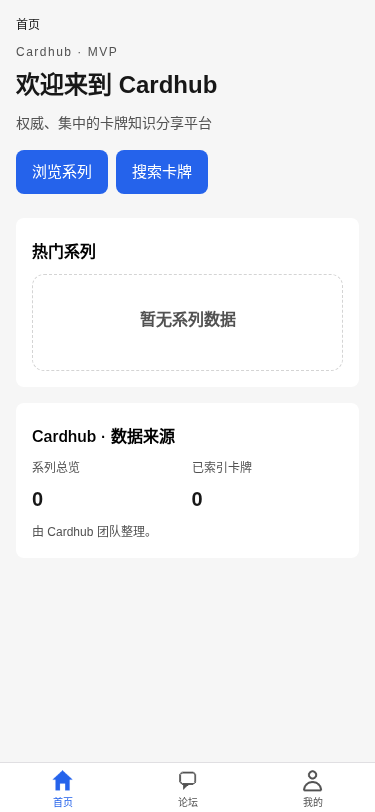 首页
Cardhub · MVP
欢迎来到 Cardhub
权威、集中的卡牌知识分享平台
浏览系列 搜索卡牌
热门系列
暂无系列数据
Cardhub · 数据来源
系列总览 已索引卡牌
0 0
由 Cardhub 团队整理。
首页 论坛 我的